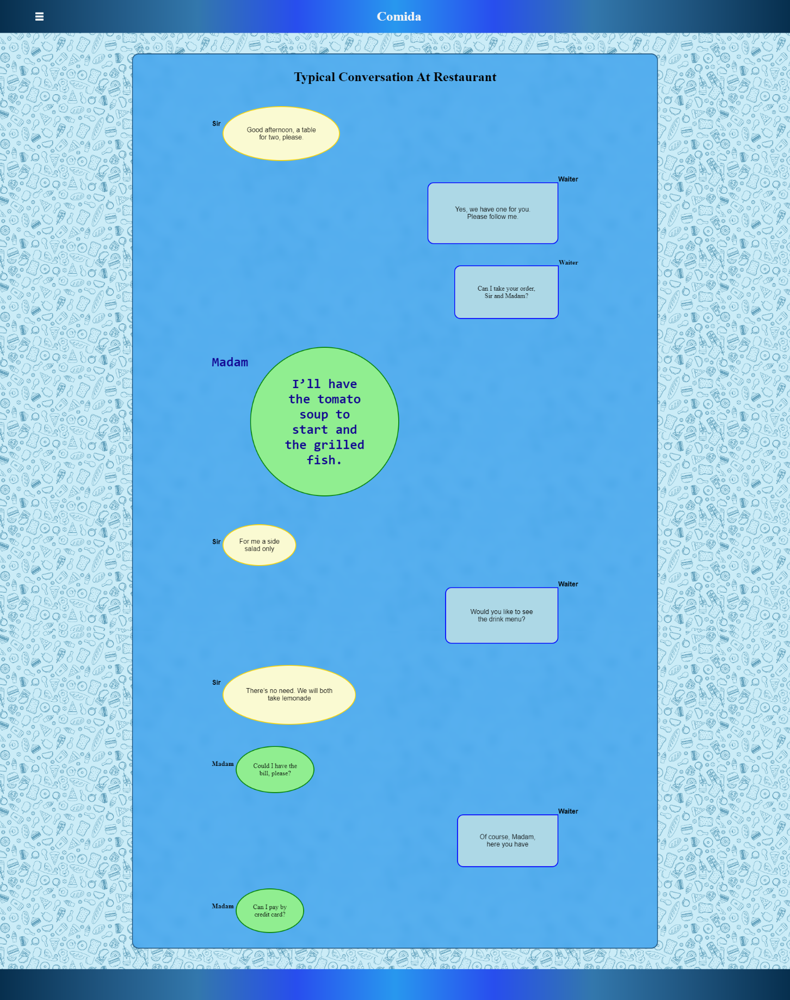 Comida
Typical Conversation At Restaurant
Sir
Good afternoon, a table
for two, please.
Waiter
Yes, we have one for you.
Please follow me.
Waiter
Can I take your order,
Sir and Madam?
Madam
I’ll have
the tomato
soup to
start and
the grilled
fish.
Sir
For me a side
salad only
Waiter
Would you like to see
the drink menu?
Sir
There’s no need. We will both
take lemonade
Madam
Could I have the
bill, please?
Waiter
Of course, Madam,
here you have
Madam
Can I pay by
credit card?